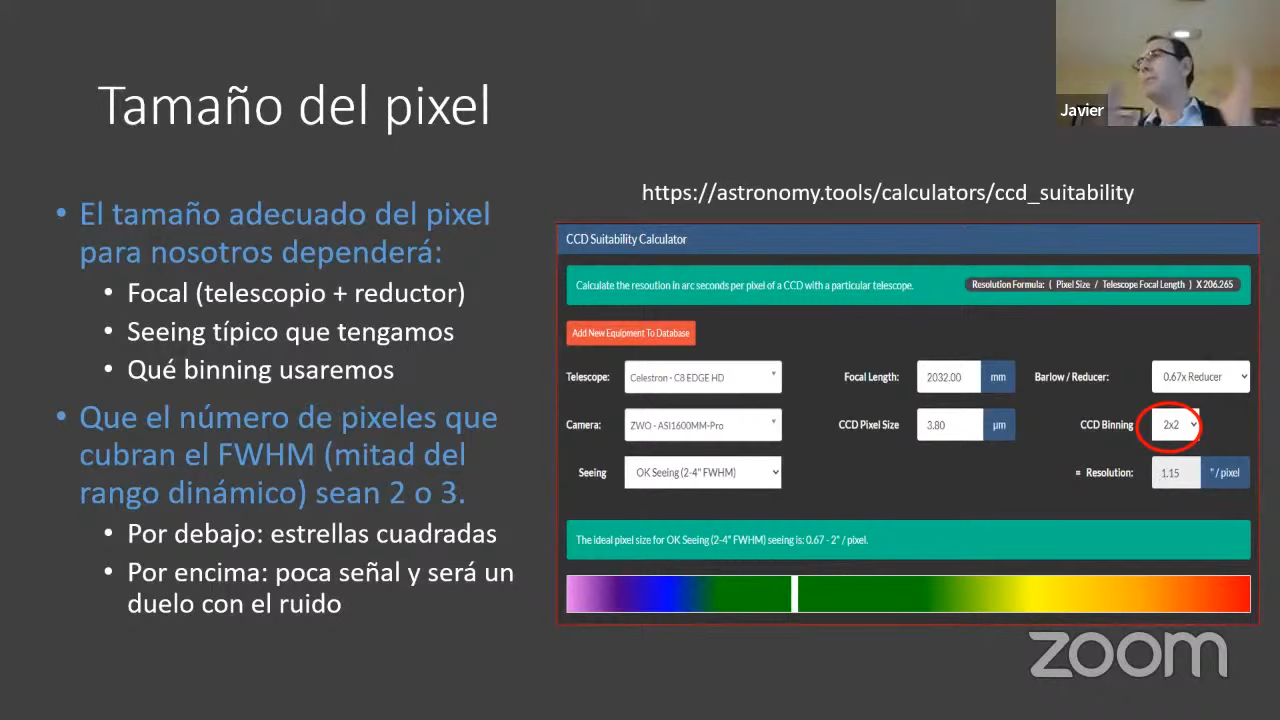 Tamaño del pixel
Javier
• El tamaño adecuado del pixel
para nosotros dependerá:
• Focal (telescopio + reductor)
• Seeing típico que tengamos
• Qué binning usaremos
• Que el número de pixeles que
cubran el FWHM (mitad del
rango dinámico) sean 2 o 3.
• Por debajo: estrellas cuadradas
• Por encima: poca señal y será un
duelo con el ruido
https://astronomy.tools/calculators/ccd_suitability
CCD Suitability Calculator
Calculate the resoution in arc seconds per pixel of a CCD with a particular telescope.
Resolution Formula: ( Pixel Size / Telescope Focal Length ) X 206.265
Add New Equipment To Database
Telescope: Celestron - C8 EDGE HD Focal Length: 2032.00 mm Barlow / Reducer: 0.67x Reducer
Camera: ZWO - ASI1600MM-Pro CCD Pixel Size 3.80 µm CCD Binning 2x2
Seeing OK Seeing (2-4" FWHM) = Resolution: 1.15 " / pixel
The ideal pixel size for OK Seeing (2-4" FWHM) seeing is: 0.67 - 2" / pixel.
zoom